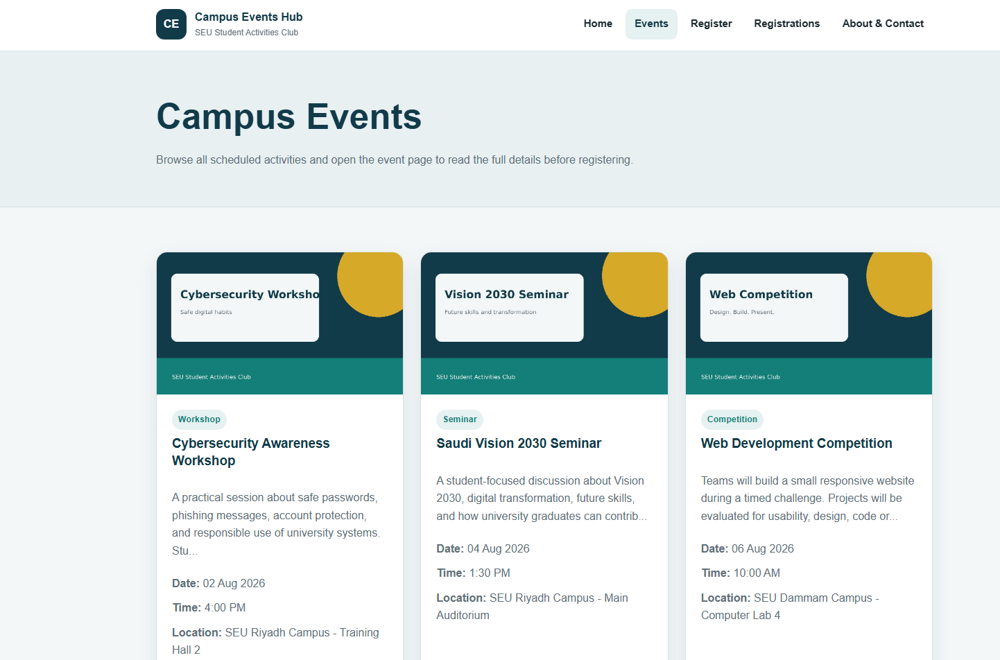 CE
Campus Events Hub
SEU Student Activities Club
Home
Events
Register
Registrations
About & Contact
Campus Events
Browse all scheduled activities and open the event page to read the full details before registering.
Cybersecurity Worksho
Safe digital habits
SEU Student Activities Club
Workshop
Cybersecurity Awareness
Workshop
A practical session about safe passwords,
phishing messages, account protection,
and responsible use of university systems.
Stu...
Date: 02 Aug 2026
Time: 4:00 PM
Location: SEU Riyadh Campus - Training
Hall 2
Vision 2030 Seminar
Future skills and transformation
SEU Student Activities Club
Seminar
Saudi Vision 2030 Seminar
A student-focused discussion about Vision
2030, digital transformation, future skills,
and how university graduates can contrib...
Date: 04 Aug 2026
Time: 1:30 PM
Location: SEU Riyadh Campus - Main
Auditorium
Web Competition
Design. Build. Present.
SEU Student Activities Club
Competition
Web Development Competition
Teams will build a small responsive website
during a timed challenge. Projects will be
evaluated for usability, design, code or...
Date: 06 Aug 2026
Time: 10:00 AM
Location: SEU Dammam Campus -
Computer Lab 4